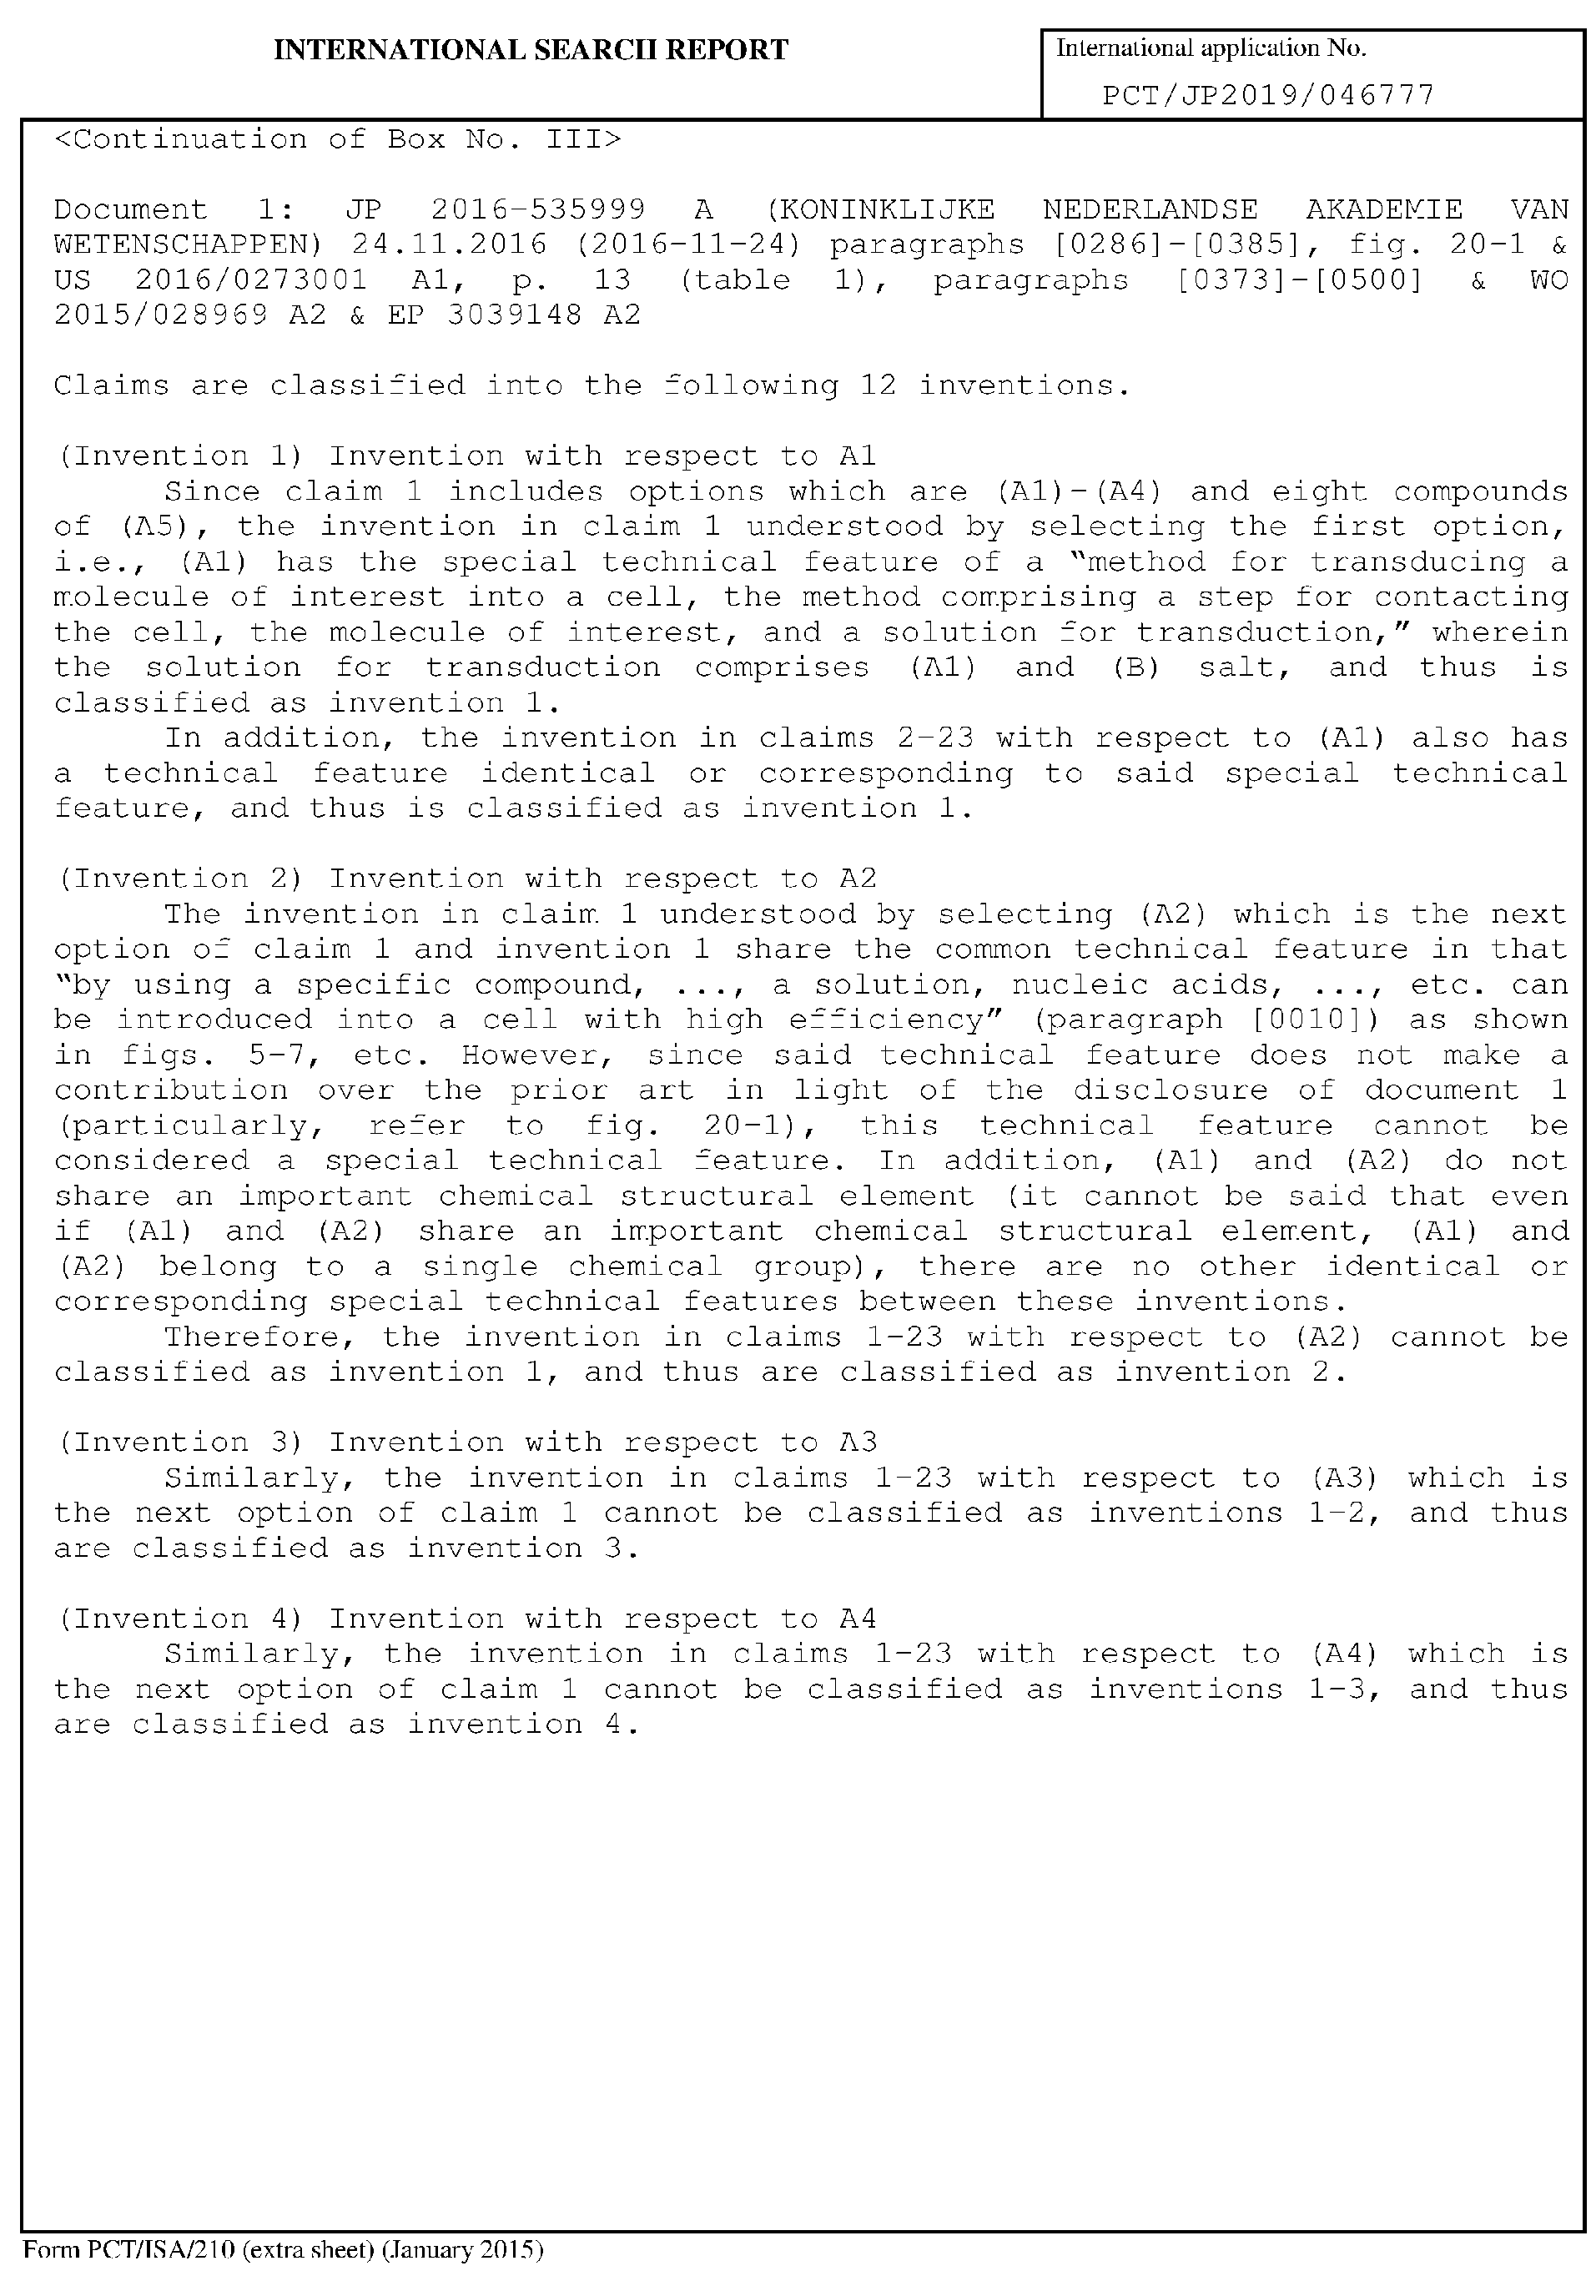 INTERNATIONAL SEARCH REPORT
International application No.
PCT/JP2019/046777
<Continuation of Box No. III>
Document 1: JP 2016-535999 A (KONINKLIJKE NEDERLANDSE AKADEMIE VAN
WETENSCHAPPEN) 24.11.2016 (2016-11-24) paragraphs [0286]-[0385], fig. 20-1 &
US 2016/0273001 A1, p. 13 (table 1), paragraphs [0373]-[0500] & WO
2015/028969 A2 & EP 3039148 A2
Claims are classified into the following 12 inventions.
(Invention 1) Invention with respect to A1
Since claim 1 includes options which are (A1)-(A4) and eight compounds
of (A5), the invention in claim 1 understood by selecting the first option,
i.e., (A1) has the special technical feature of a “method for transducing a
molecule of interest into a cell, the method comprising a step for contacting
the cell, the molecule of interest, and a solution for transduction,” wherein
the solution for transduction comprises (A1) and (B) salt, and thus is
classified as invention 1.
In addition, the invention in claims 2-23 with respect to (A1) also has
a technical feature identical or corresponding to said special technical
feature, and thus is classified as invention 1.
(Invention 2) Invention with respect to A2
The invention in claim 1 understood by selecting (A2) which is the next
option of claim 1 and invention 1 share the common technical feature in that
“by using a specific compound, ..., a solution, nucleic acids, ..., etc. can
be introduced into a cell with high efficiency” (paragraph [0010]) as shown
in figs. 5-7, etc. However, since said technical feature does not make a
contribution over the prior art in light of the disclosure of document 1
(particularly, refer to fig. 20-1), this technical feature cannot be
considered a special technical feature. In addition, (A1) and (A2) do not
share an important chemical structural element (it cannot be said that even
if (A1) and (A2) share an important chemical structural element, (A1) and
(A2) belong to a single chemical group), there are no other identical or
corresponding special technical features between these inventions.
Therefore, the invention in claims 1-23 with respect to (A2) cannot be
classified as invention 1, and thus are classified as invention 2.
(Invention 3) Invention with respect to A3
Similarly, the invention in claims 1-23 with respect to (A3) which is
the next option of claim 1 cannot be classified as inventions 1-2, and thus
are classified as invention 3.
(Invention 4) Invention with respect to A4
Similarly, the invention in claims 1-23 with respect to (A4) which is
the next option of claim 1 cannot be classified as inventions 1-3, and thus
are classified as invention 4.
Form PCT/ISA/210 (extra sheet) (January 2015)